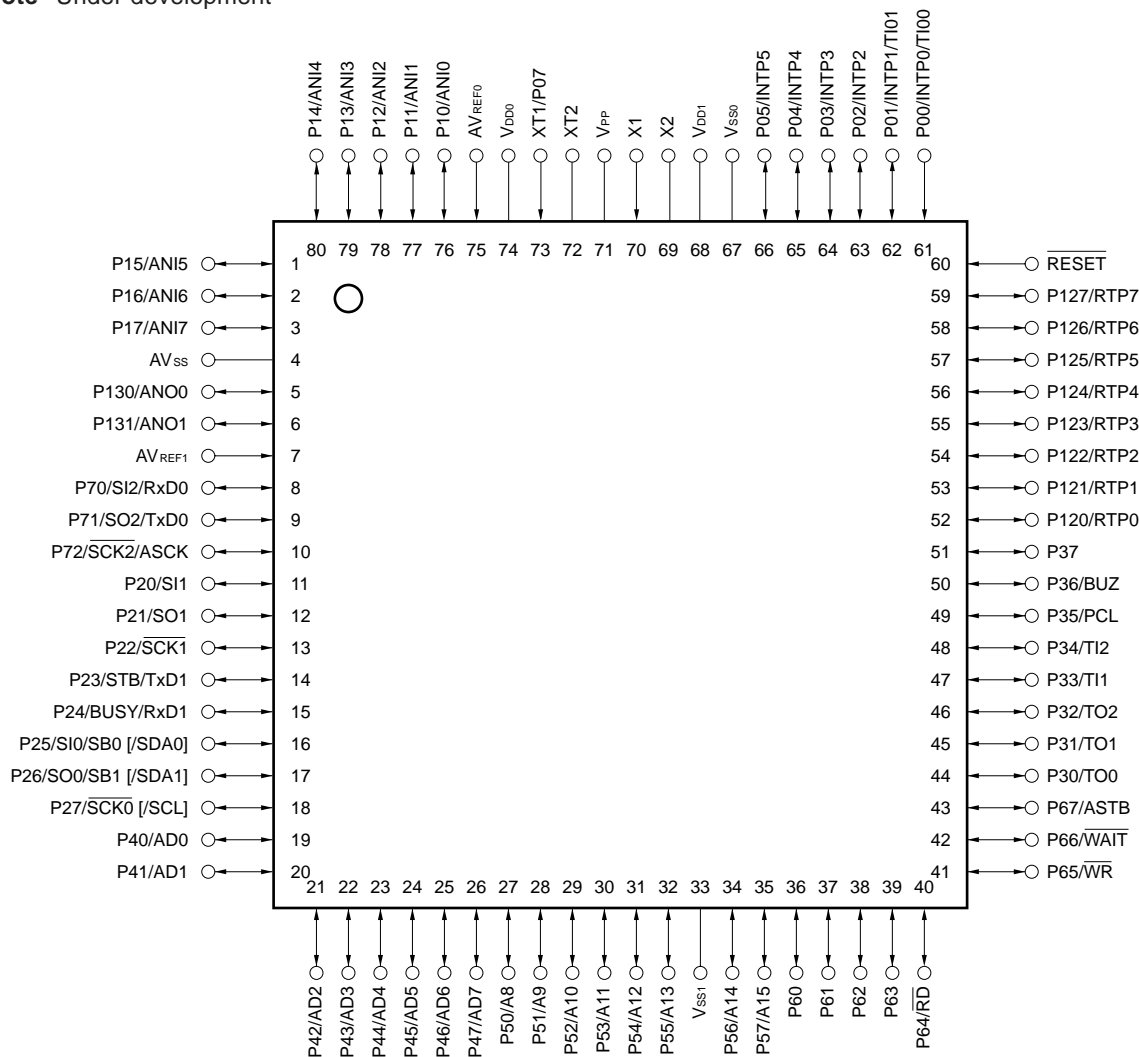 ote Under development
P14/ANI4
P13/ANI3
P12/ANI2
P11/ANI1
P10/ANI0
AVREF0
VDD0
XT1/P07
XT2
VPP
X1
X2
VDD1
VSS0
P05/INTP5
P04/INTP4
P03/INTP3
P02/INTP2
P01/INTP1/TI01
P00/INTP0/TI00
80 79 78 77 76 75 74 73 72 71 70 69 68 67 66 65 64 63 62 61
P15/ANI5 1 60 RESET
P16/ANI6 2 59 P127/RTP7
P17/ANI7 3 58 P126/RTP6
AVSS 4 57 P125/RTP5
P130/ANO0 5 56 P124/RTP4
P131/ANO1 6 55 P123/RTP3
AVREF1 7 54 P122/RTP2
P70/SI2/RxD0 8 53 P121/RTP1
P71/SO2/TxD0 9 52 P120/RTP0
P72/SCK2/ASCK 10 51 P37
P20/SI1 11 50 P36/BUZ
P21/SO1 12 49 P35/PCL
P22/SCK1 13 48 P34/TI2
P23/STB/TxD1 14 47 P33/TI1
P24/BUSY/RxD1 15 46 P32/TO2
P25/SI0/SB0 [/SDA0] 16 45 P31/TO1
P26/SO0/SB1 [/SDA1] 17 44 P30/TO0
P27/SCK0 [/SCL] 18 43 P67/ASTB
P40/AD0 19 42 P66/WAIT
P41/AD1 20 41 P65/WR
21 22 23 24 25 26 27 28 29 30 31 32 33 34 35 36 37 38 39 40
P42/AD2
P43/AD3
P44/AD4
P45/AD5
P46/AD6
P47/AD7
P50/A8
P51/A9
P52/A10
P53/A11
P54/A12
P55/A13
VSS1
P56/A14
P57/A15
P60
P61
P62
P63
P64/RD